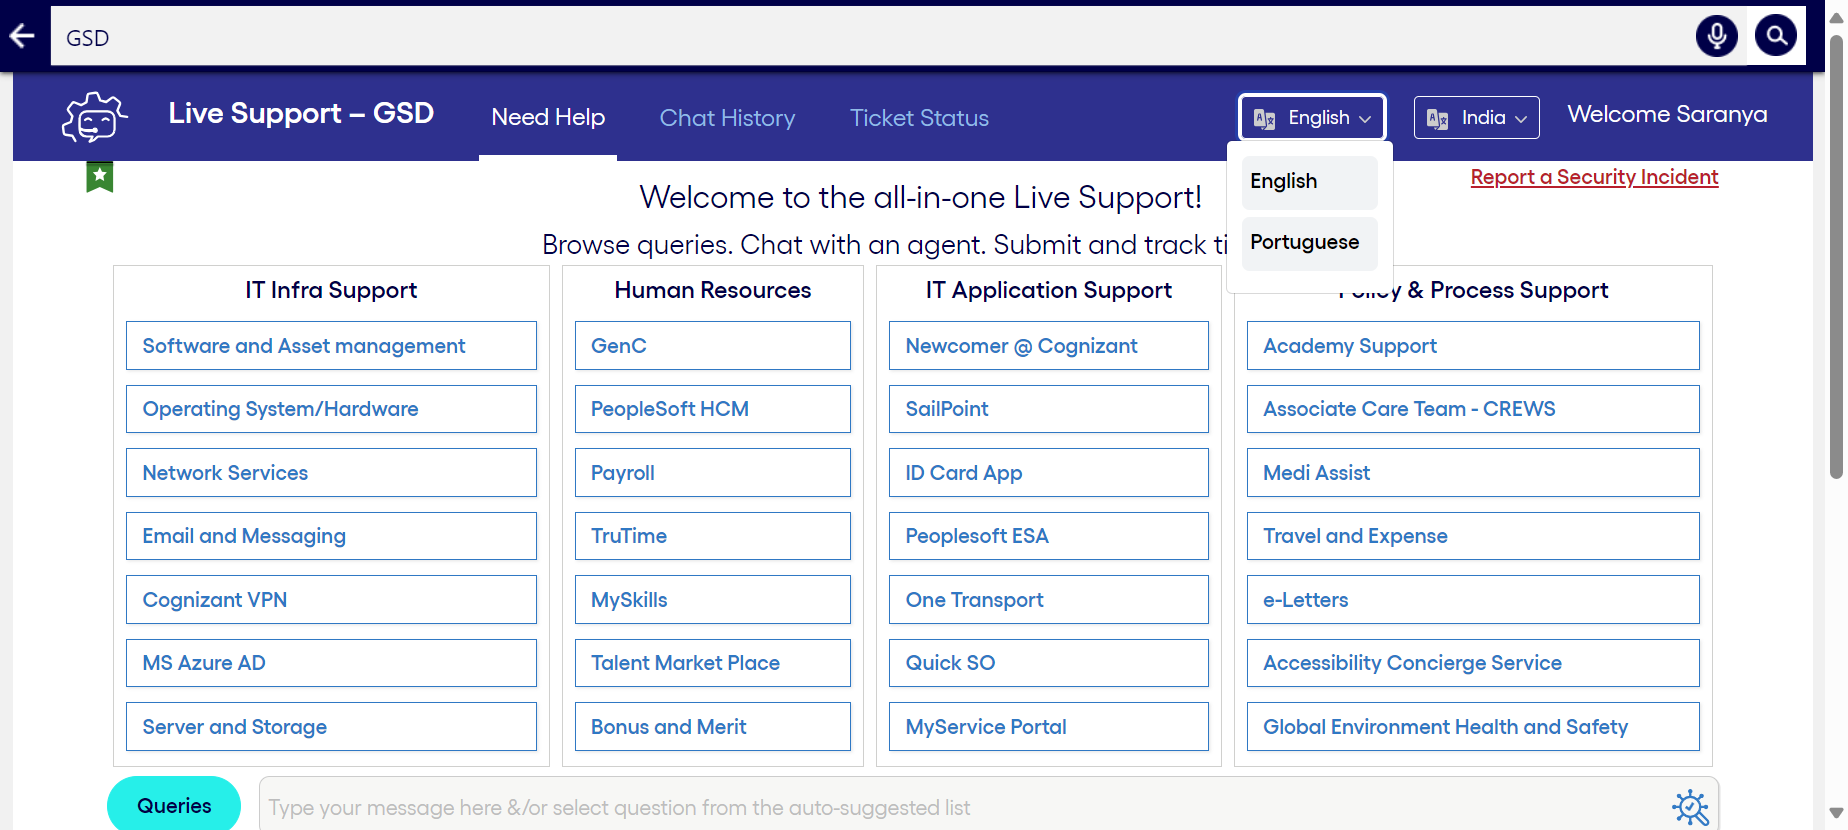 GSD
Live Support – GSD
Need Help
Chat History
Ticket Status
English
India
Welcome Saranya
English
Portuguese
Report a Security Incident
Welcome to the all-in-one Live Support!
Browse queries. Chat with an agent. Submit and track ti
IT Infra Support
Software and Asset management
Operating System/Hardware
Network Services
Email and Messaging
Cognizant VPN
MS Azure AD
Server and Storage
Human Resources
GenC
PeopleSoft HCM
Payroll
TruTime
MySkills
Talent Market Place
Bonus and Merit
IT Application Support
Newcomer @ Cognizant
SailPoint
ID Card App
Peoplesoft ESA
One Transport
Quick SO
MyService Portal
Policy & Process Support
Academy Support
Associate Care Team - CREWS
Medi Assist
Travel and Expense
e-Letters
Accessibility Concierge Service
Global Environment Health and Safety
Queries
Type your message here &/or select question from the auto-suggested list